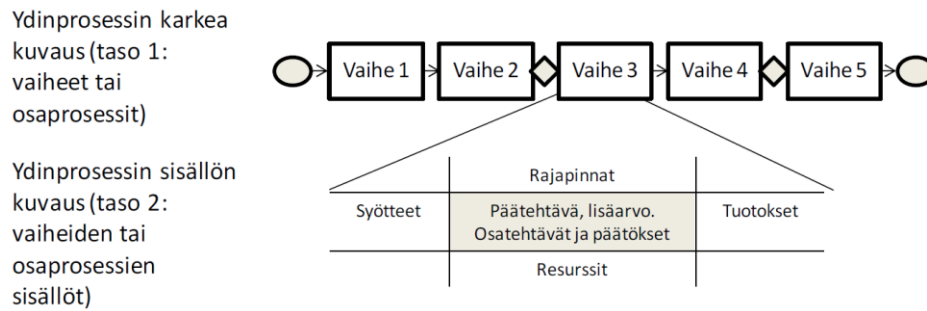 Ydinprosessin karkea
kuvaus (taso 1:
vaiheet tai
osaprosessit)
Vaihe 1
Vaihe 2
Vaihe 3
Vaihe 4
Vaihe 5
Ydinprosessin sisällön
kuvaus (taso 2:
vaiheiden tai
osaprosessien
sisällöt)
Rajapinnat
Syötteet
Päätehtävä, lisäarvo.
Osatehtävät ja päätökset
Tuotokset
Resurssit